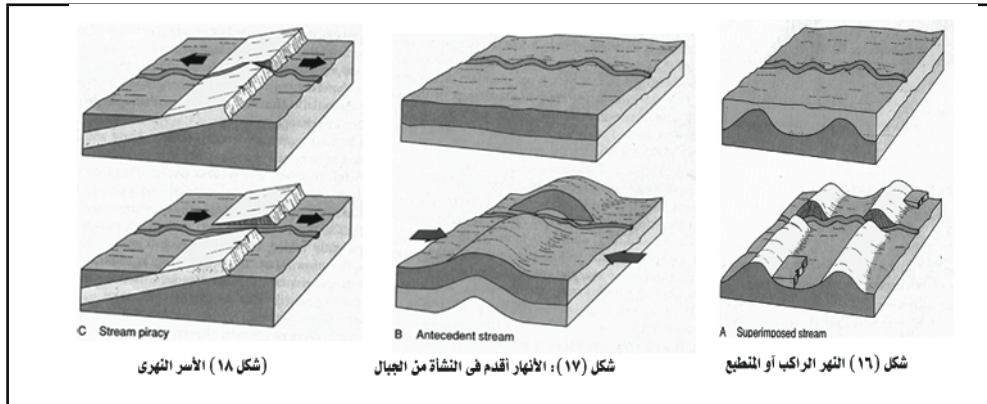 A Superimposed stream
B Antecedent stream
C Stream piracy
شكل (١٦) النهر الراكب آو المنطبع
شكل (١٧): الأنهار أقدم فى النشأة من الجبال
(شكل ١٨) الأسر النهرى